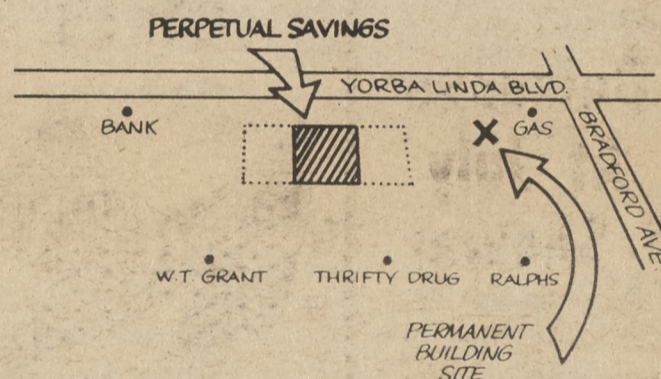 PERPETUAL SAVINGS
YORBA LINDA BLVD.
BANK
GAS
BRADFORD AVE.
W.T. GRANT
THRIFTY DRUG
RALPHS
PERMANENT
BUILDING
SITE